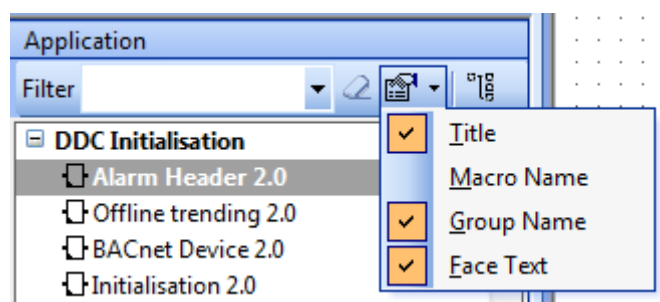 Application
Filter
DDC Initialisation
Alarm Header 2.0
Offline trending 2.0
BACnet Device 2.0
Initialisation 2.0
Title
Macro Name
Group Name
Face Text